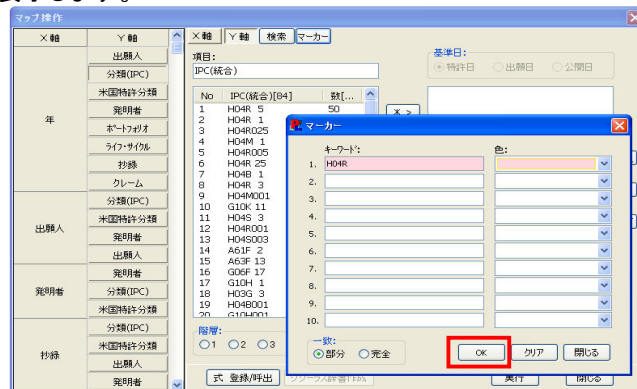 マップ操作
X軸 Y軸
年
出願人
分類(IPC)
米国特許分類
発明者
ポートフォリオ
ライフ・サイクル
抄録
クレーム
出願人
分類(IPC)
米国特許分類
発明者
出願人
発明者
発明者
分類(IPC)
米国特許分類
抄録
分類(IPC)
米国特許分類
出願人
発明者
X軸 Y軸 検索 マーカー
項目:
IPC(統合)
基準日:
特許日 出願日 公開日
No IPC(統合)[84] 数[...
1 H04R 5 50
2 H04R 1
3 H04R025
4 H04M 1
5 H04R005
6 H04R 25
7 H04B 1
8 H04R 3
9 H04M001
10 G10K 11
11 H04S 3
12 H04R001
13 H04S003
14 A61F 2
15 A63F 13
16 G06F 17
17 G10H 1
18 H03G 3
19 H04B001
20 G10H001
* >
階層:
1 2 3
式 登録/呼出
実行 閉じる
マーカー
キーワード: 色:
1. H04R
2.
3.
4.
5.
6.
7.
8.
9.
10.
一致:
部分 完全
OK クリア 閉じる